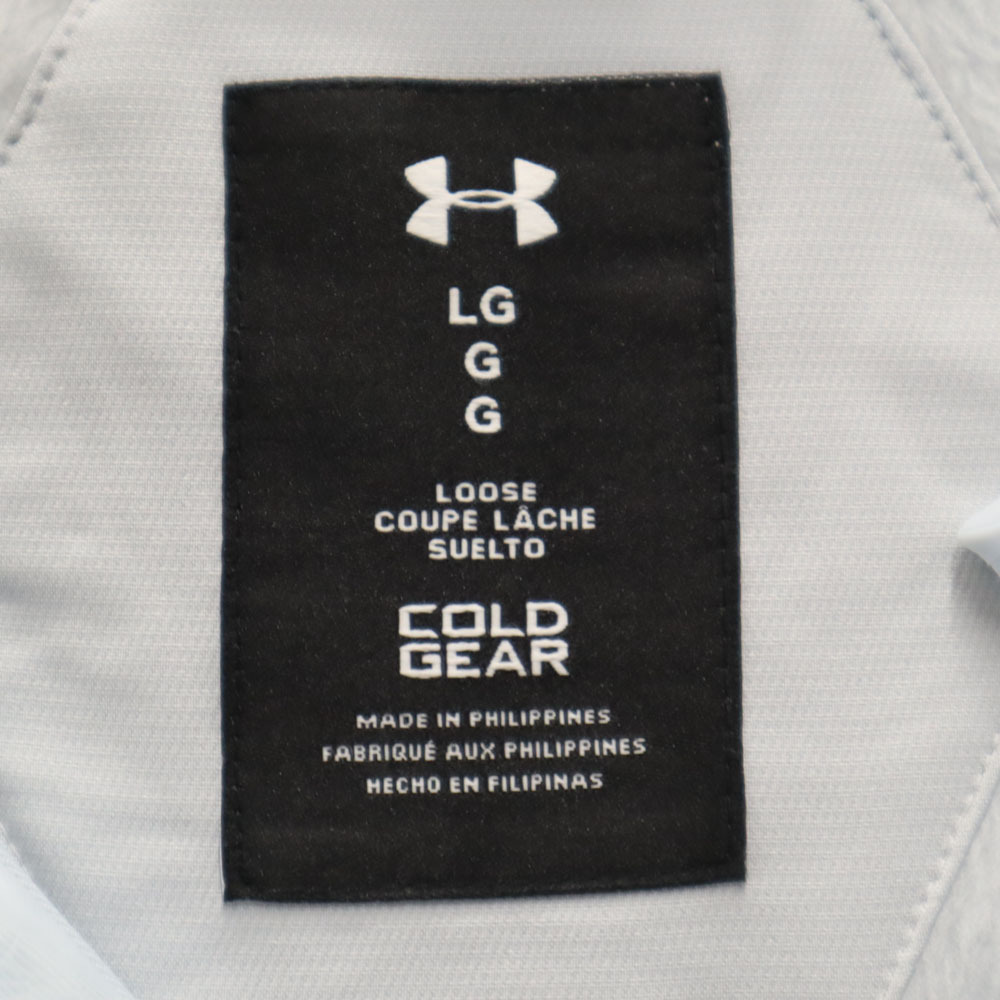 LG
G
G
LOOSE
COUPE LÂCHE
SUELTO
COLD
GEAR
MADE IN PHILIPPINES
FABRIQUÉ AUX PHILIPPINES
HECHO EN FILIPINAS